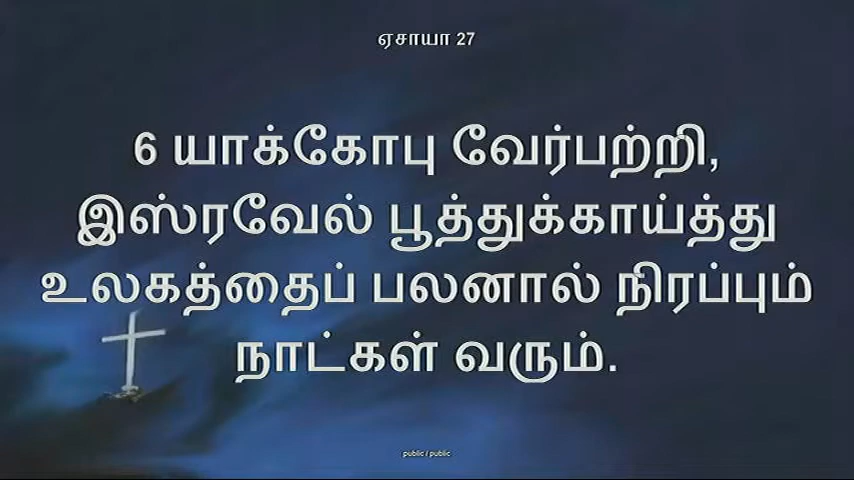 ஏசாயா 27
6 யாக்கோபு வேர்பற்றி,
இஸ்ரவேல் பூத்துக்காய்த்து
உலகத்தைப் பலனால் நிரப்பும்
நாட்கள் வரும்.
public / public